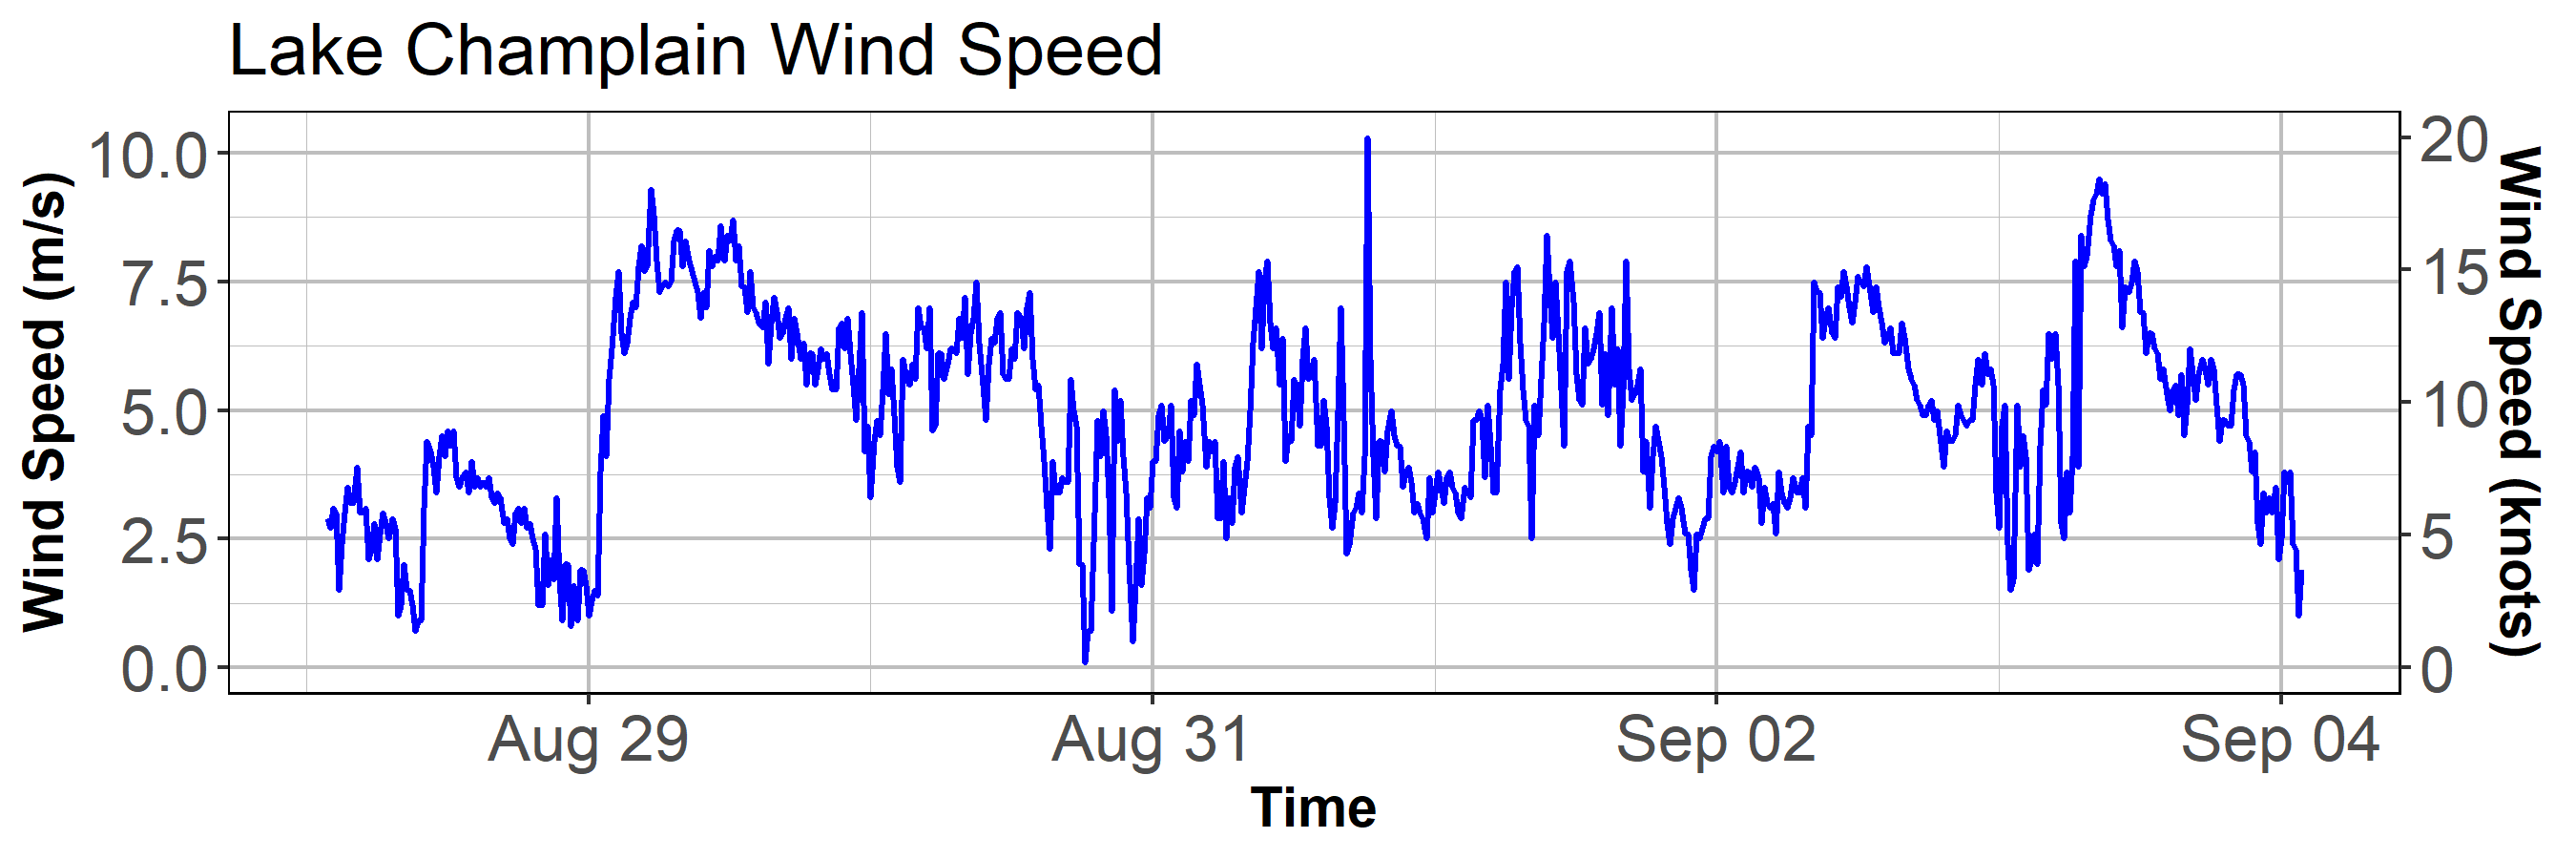 Lake Champlain Wind Speed
Wind Speed (m/s)
10.0
7.5
5.0
2.5
0.0
20
15
10
5
0
Wind Speed (knots)
Aug 29
Aug 31
Sep 02
Sep 04
Time